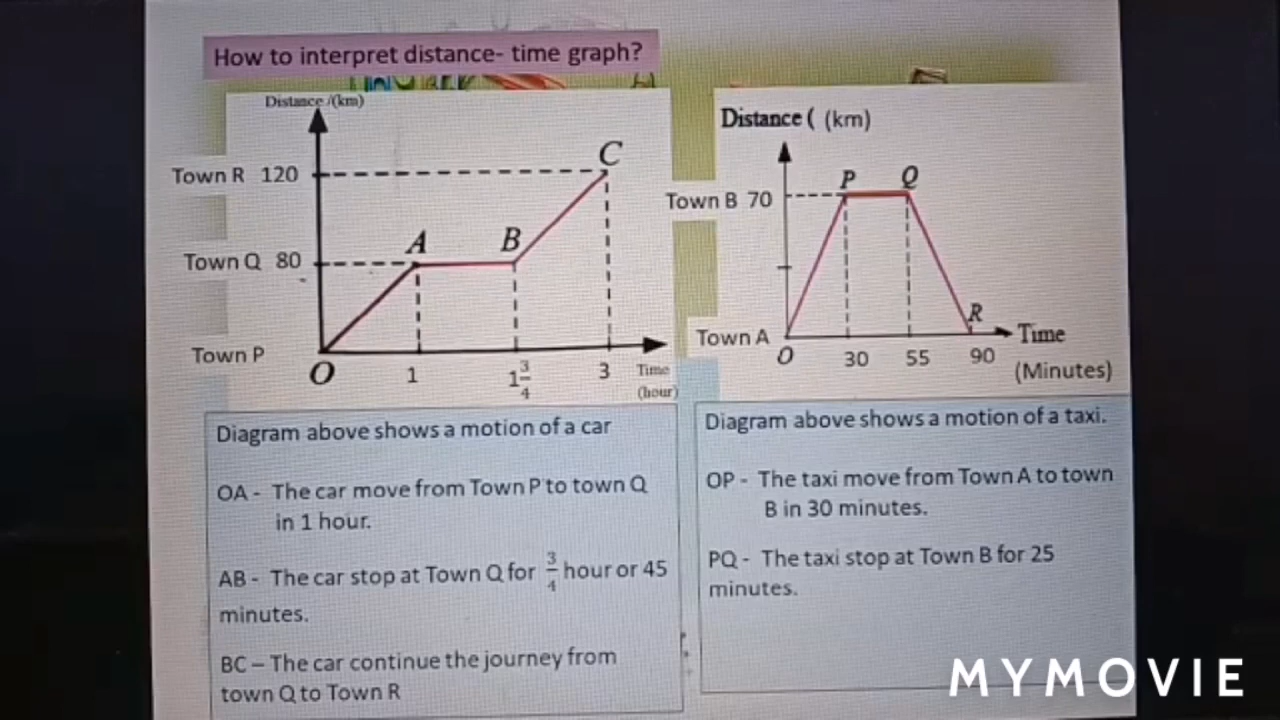 How to interpret distance- time graph?
Distance /(km)
Town R 120
C
Town Q 80
A
B
Town P
O
1
1 3/4
3
Time
(hour)
Distance ( (km)
Town B 70
P
Q
Town A
R
Time
O
30
55
90
(Minutes)
Diagram above shows a motion of a car
OA - The car move from Town P to town Q
in 1 hour.
AB - The car stop at Town Q for 3/4 hour or 45
minutes.
BC – The car continue the journey from
town Q to Town R
Diagram above shows a motion of a taxi.
OP - The taxi move from Town A to town
B in 30 minutes.
PQ - The taxi stop at Town B for 25
minutes.
MYMOVIE